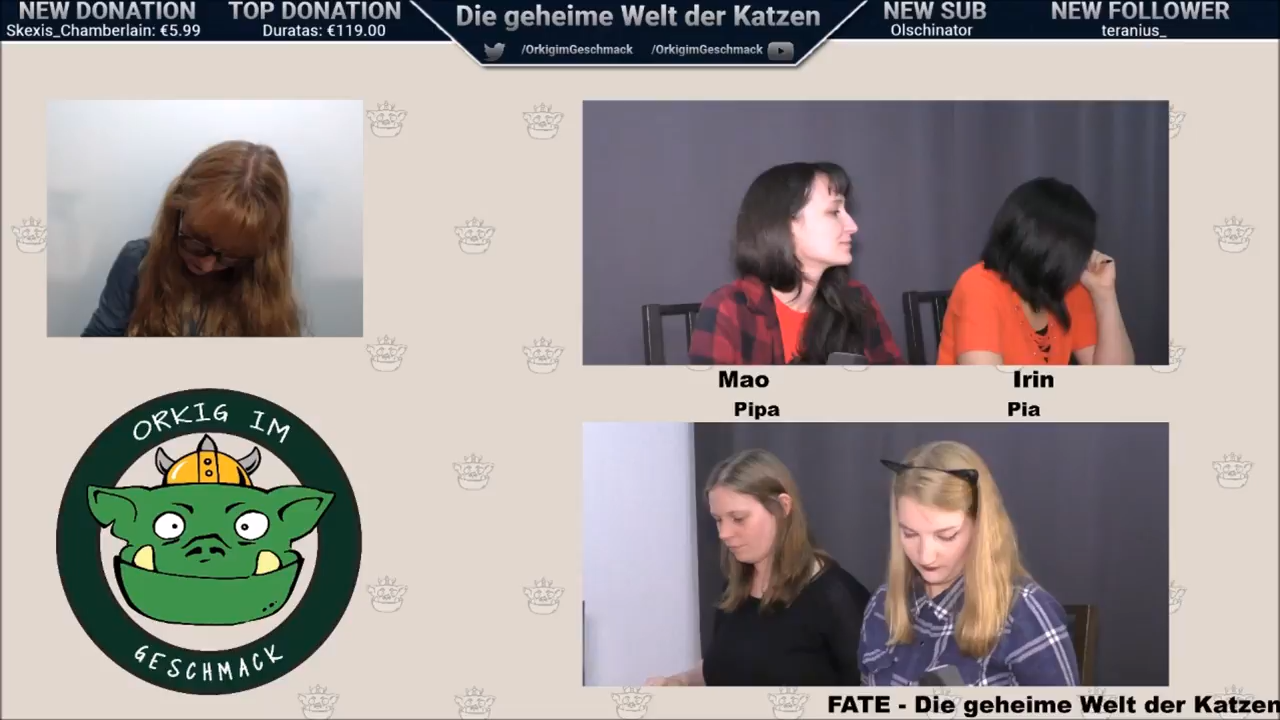 NEW DONATION
Skexis_Chamberlain: €5.99
TOP DONATION
Duratas: €119.00
Die geheime Welt der Katzen
/OrkigimGeschmack /OrkigimGeschmack
NEW SUB
Olschinator
NEW FOLLOWER
teranius_
Mao Irin
Pipa Pia
ORKIG IM
GESCHMACK
FATE - Die geheime Welt der Katzen